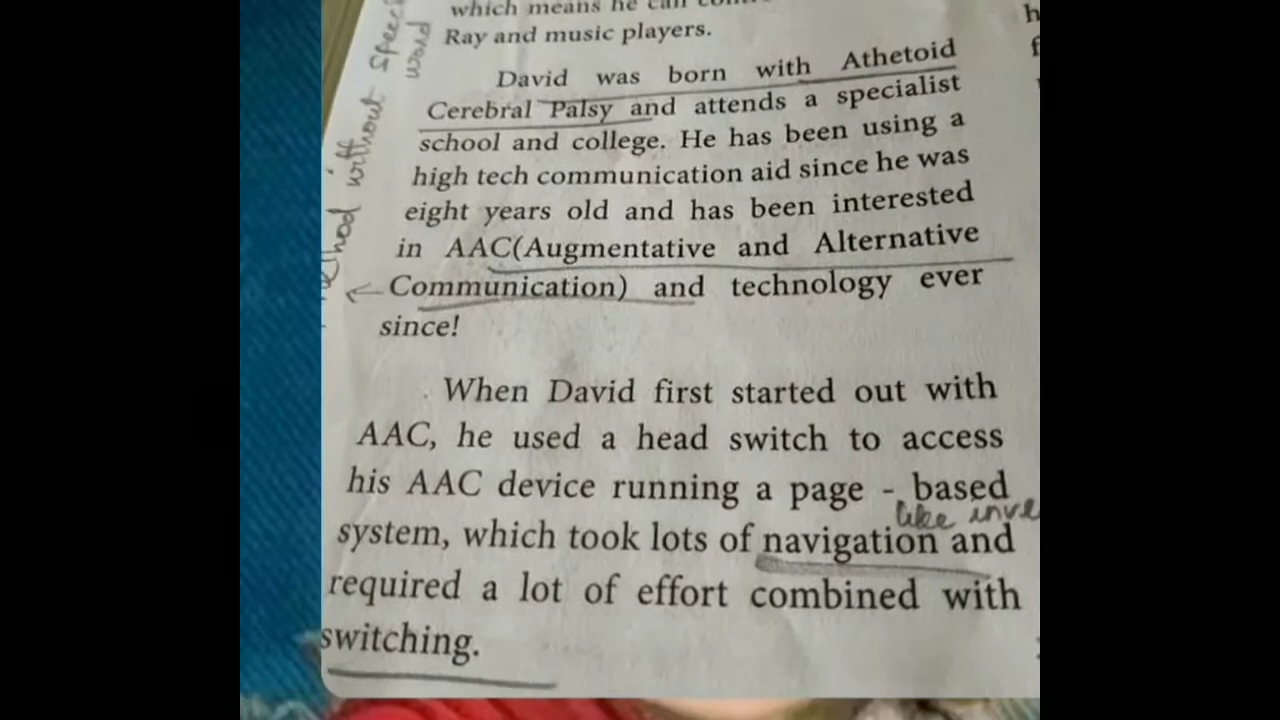 which means he can
Ray and music players.
David was born with Athetoid
Cerebral Palsy and attends a specialist
school and college. He has been using a
high tech communication aid since he was
eight years old and has been interested
in AAC(Augmentative and Alternative
Communication) and technology ever
since!
When David first started out with
AAC, he used a head switch to access
his AAC device running a page - based
like
system, which took lots of navigation and
required a lot of effort combined with
switching.
without speech
word